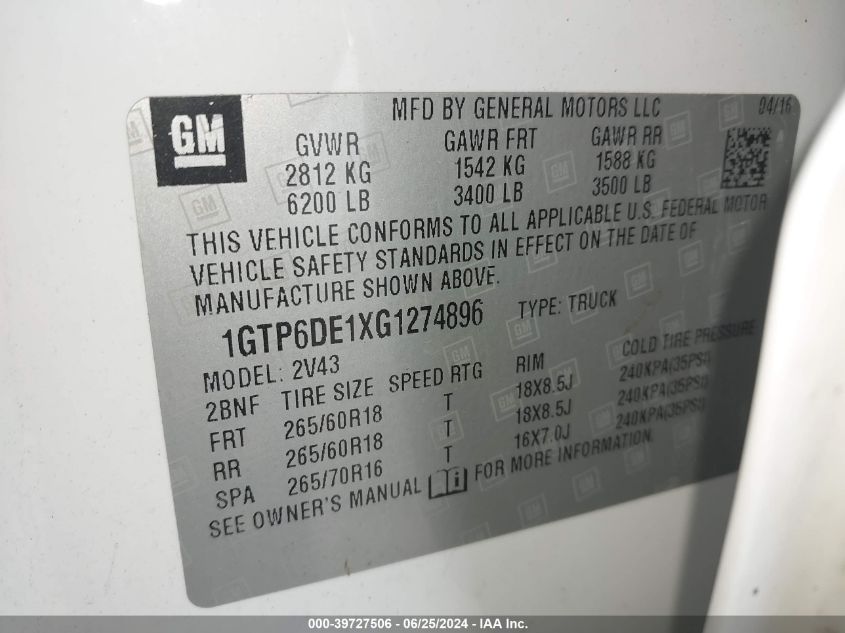 GM
MFD BY GENERAL MOTORS LLC 04/16
GVWR GAWR FRT GAWR RR
2812 KG 1542 KG 1588 KG
6200 LB 3400 LB 3500 LB
THIS VEHICLE CONFORMS TO ALL APPLICABLE U.S. FEDERAL MOTOR
VEHICLE SAFETY STANDARDS IN EFFECT ON THE DATE OF
MANUFACTURE SHOWN ABOVE.
1GTP6DE1XG1274896 TYPE: TRUCK
MODEL: 2V43
2BNF TIRE SIZE SPEED RTG RIM COLD TIRE PRESSURE
FRT 265/60R18 T 18X8.5J 240KPA(35PSI)
RR 265/60R18 T 18X8.5J 240KPA(35PSI)
SPA 265/70R16 T 16X7.0J 240KPA(35PSI)
SEE OWNER'S MANUAL FOR MORE INFORMATION.
000-39727506 - 06/25/2024 - IAA Inc.